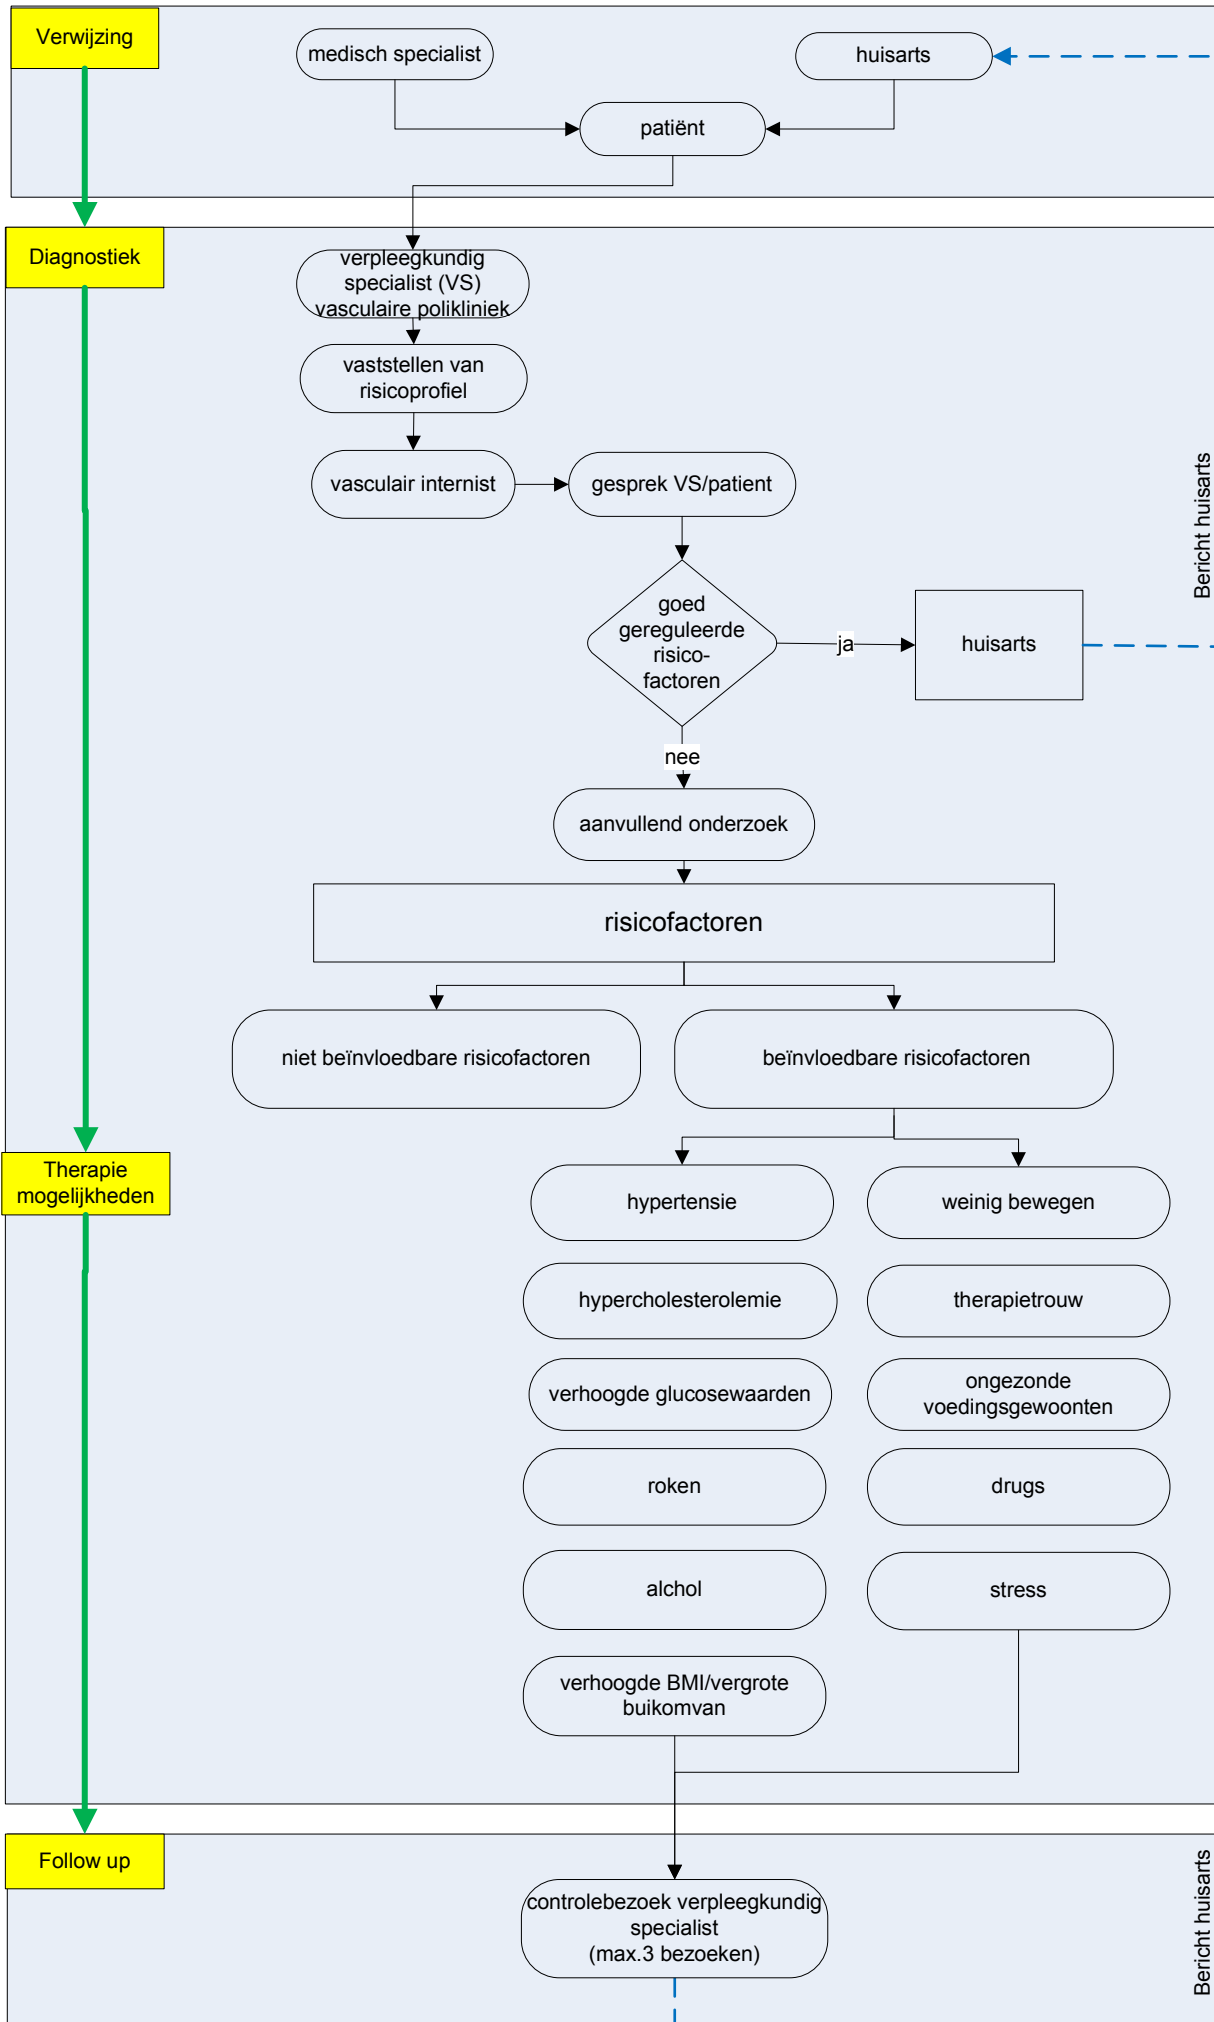 Verwijzing
medisch specialist
huisarts
patiënt
Diagnostiek
verpleegkundig
specialist (VS)
vasculaire polikliniek
vaststellen van
risicoprofiel
vasculair internist
gesprek VS/patient
Bericht huisarts
goed
gereguleerde
risico-
factoren
ja
huisarts
nee
aanvullend onderzoek
risicofactoren
niet beïnvloedbare risicofactoren
beïnvloedbare risicofactoren
Therapie
mogelijkheden
hypertensie
weinig bewegen
hypercholesterolemie
therapietrouw
verhoogde glucosewaarden
ongezonde
voedingsgewoonten
roken
drugs
alchol
stress
verhoogde BMI/vergrote
buikomvan
Follow up
controlebezoek verpleegkundig
specialist
(max.3 bezoeken)
Bericht huisarts